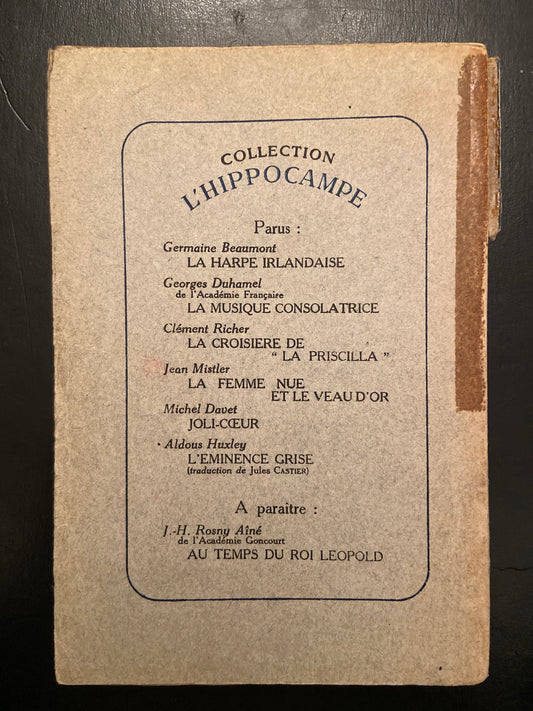 COLLECTION
L'HIPPOCAMPE
Parus :
Germaine Beaumont
LA HARPE IRLANDAISE
Georges Duhamel
de l'Académie Française
LA MUSIQUE CONSOLATRICE
Clément Richer
LA CROISIERE DE
" LA PRISCILLA "
Jean Mistler
LA FEMME NUE
ET LE VEAU D'OR
Michel Davet
JOLI-CŒUR
Aldous Huxley
L'EMINENCE GRISE
(traduction de Jules CASTIER)
A paraitre :
J.-H. Rosny Aîné
de l'Académie Goncourt
AU TEMPS DU ROI LEOPOLD